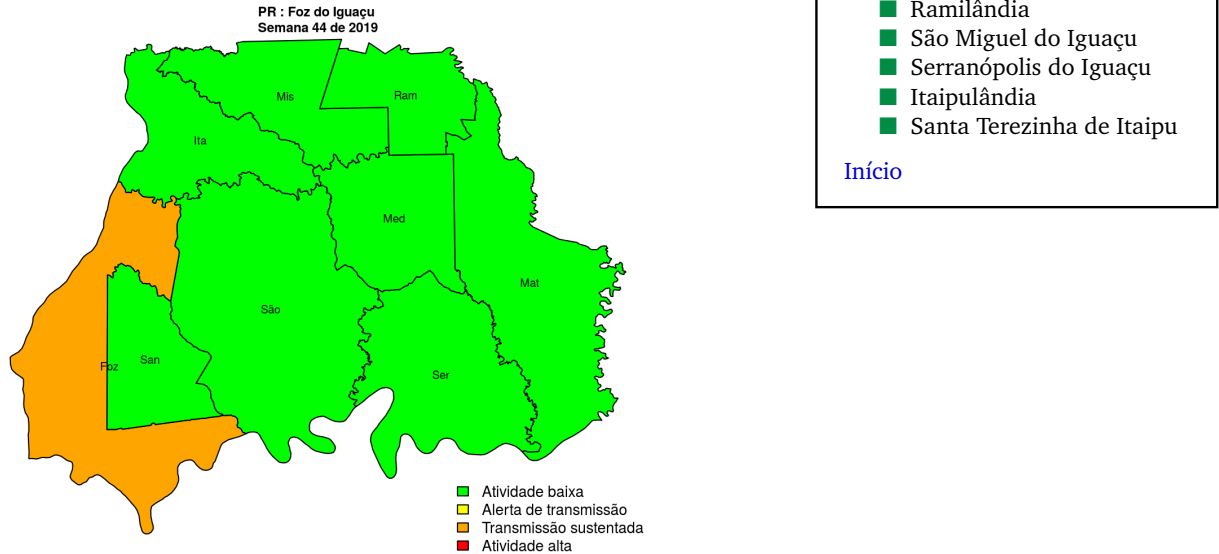 PR : Foz do Iguaçu
Semana 44 de 2019
Mis
Ram
Ita
Med
Mat
São
San
Foz
Ser
Atividade baixa
Alerta de transmissão
Transmissão sustentada
Atividade alta
Ramilândia
São Miguel do Iguaçu
Serranópolis do Iguaçu
Itaipulândia
Santa Terezinha de Itaipu
Início